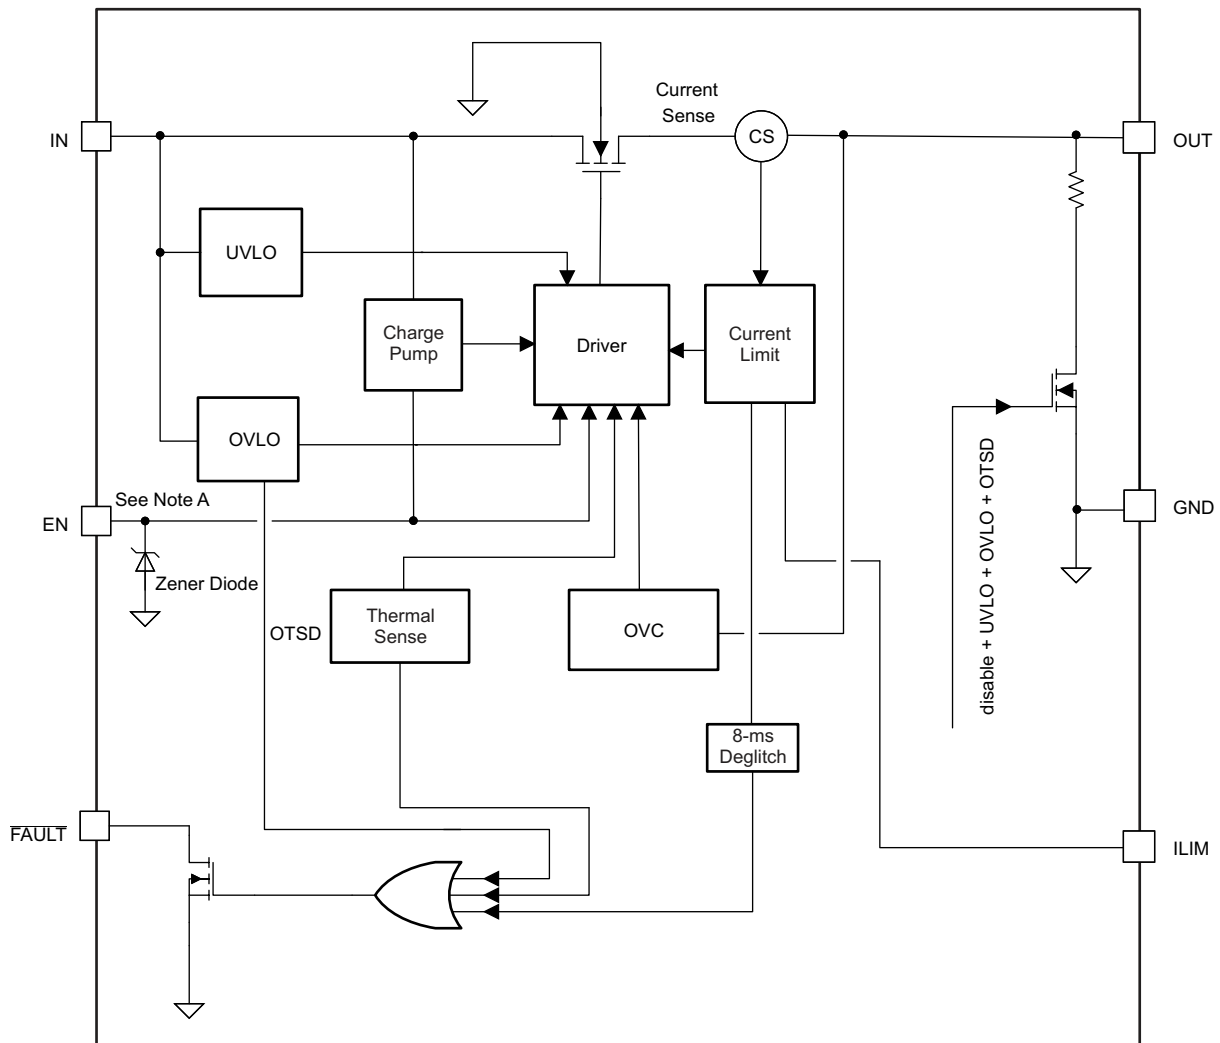 Current
Sense
IN
CS
OUT
UVLO
Charge
Pump
Driver
Current
Limit
OVLO
See Note A
EN
Zener Diode
GND
disable + UVLO + OVLO + OTSD
OTSD
Thermal
Sense
OVC
8-ms
Deglitch
FAULT
ILIM